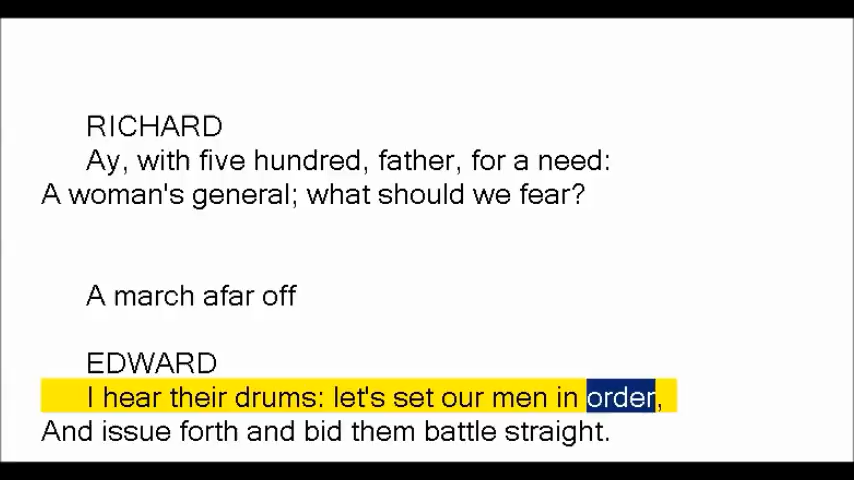 RICHARD
Ay, with five hundred, father, for a need:
A woman's general; what should we fear?
A march afar off
EDWARD
I hear their drums: let's set our men in order,
And issue forth and bid them battle straight.